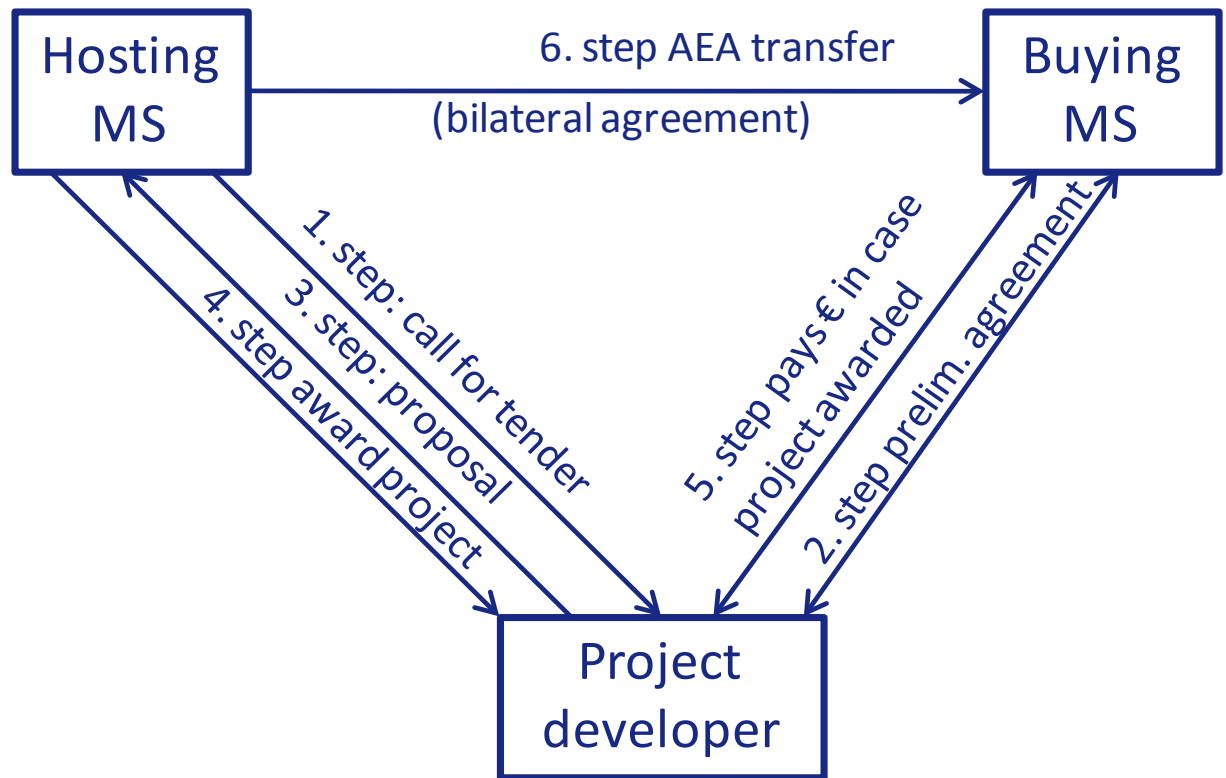 Hosting
MS
6. step AEA transfer
(bilateral agreement)
Buying
MS
1. step: call for tender
3. step: proposal
4. step award project
5. step pays € in case
project awarded
2. step prelim. agreement
Project
developer